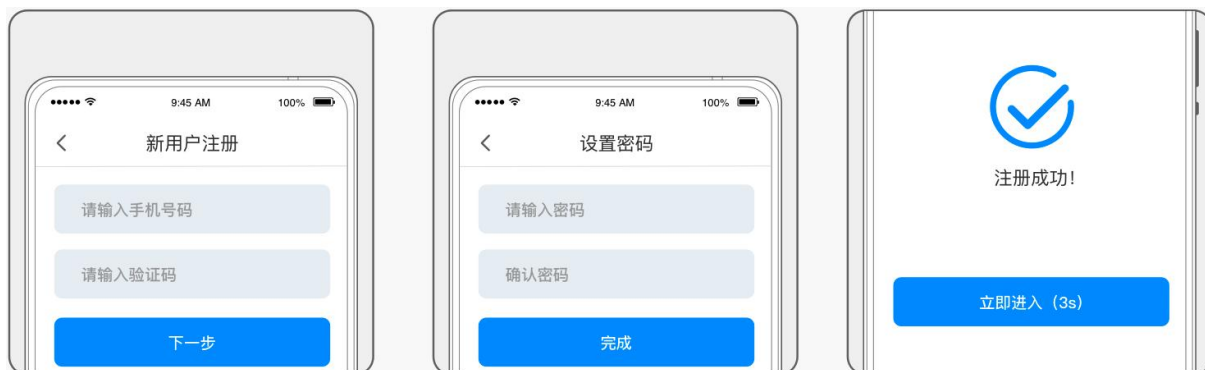 9:45 AM
100%
新用户注册
请输入手机号码
请输入验证码
下一步
9:45 AM
100%
设置密码
请输入密码
确认密码
完成
注册成功!
立即进入（3s）